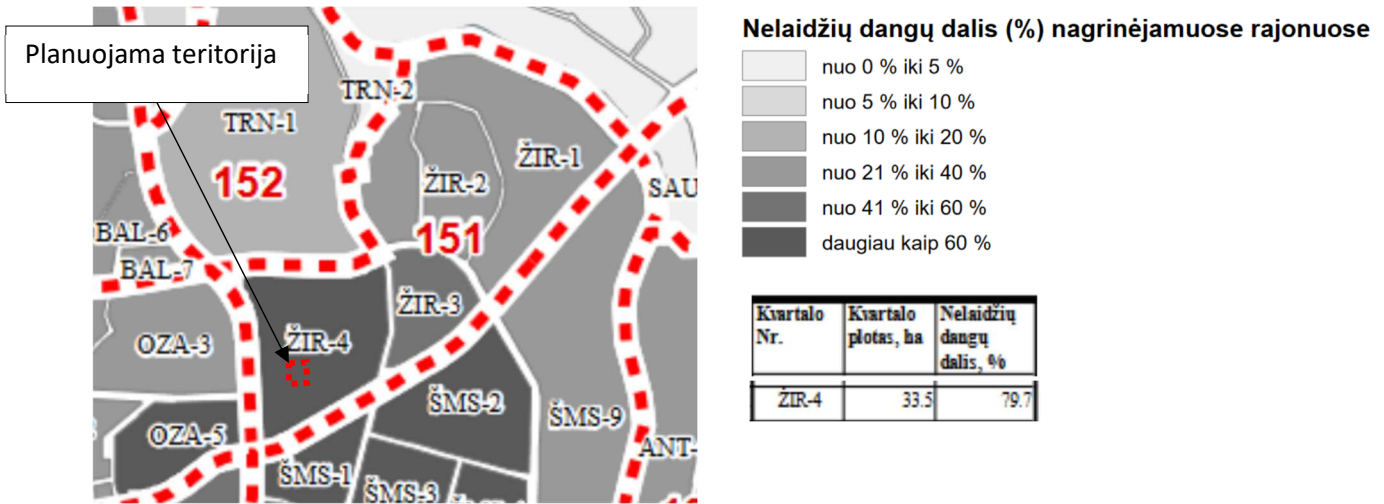 Planuojama teritorija
TRN-2
TRN-1
ŽIR-1
152
ŽIR-2
SAU
BAL-6
151
BAL-7
ŽIR-3
OZA-3
ŽIR-4
ŠMS-2
ŠMS-9
OZA-5
ANT-
ŠMS-1
ŠMS-3
Nelaidžių dangų dalis (%) nagrinėjamuose rajonuose
nuo 0 % iki 5 %
nuo 5 % iki 10 %
nuo 10 % iki 20 %
nuo 21 % iki 40 %
nuo 41 % iki 60 %
daugiau kaip 60 %
Kvartalo Kvartalo Nelaidžių
Nr. plotas, ha dangų
dalis, %
ŽIR-4 33.5 79.7